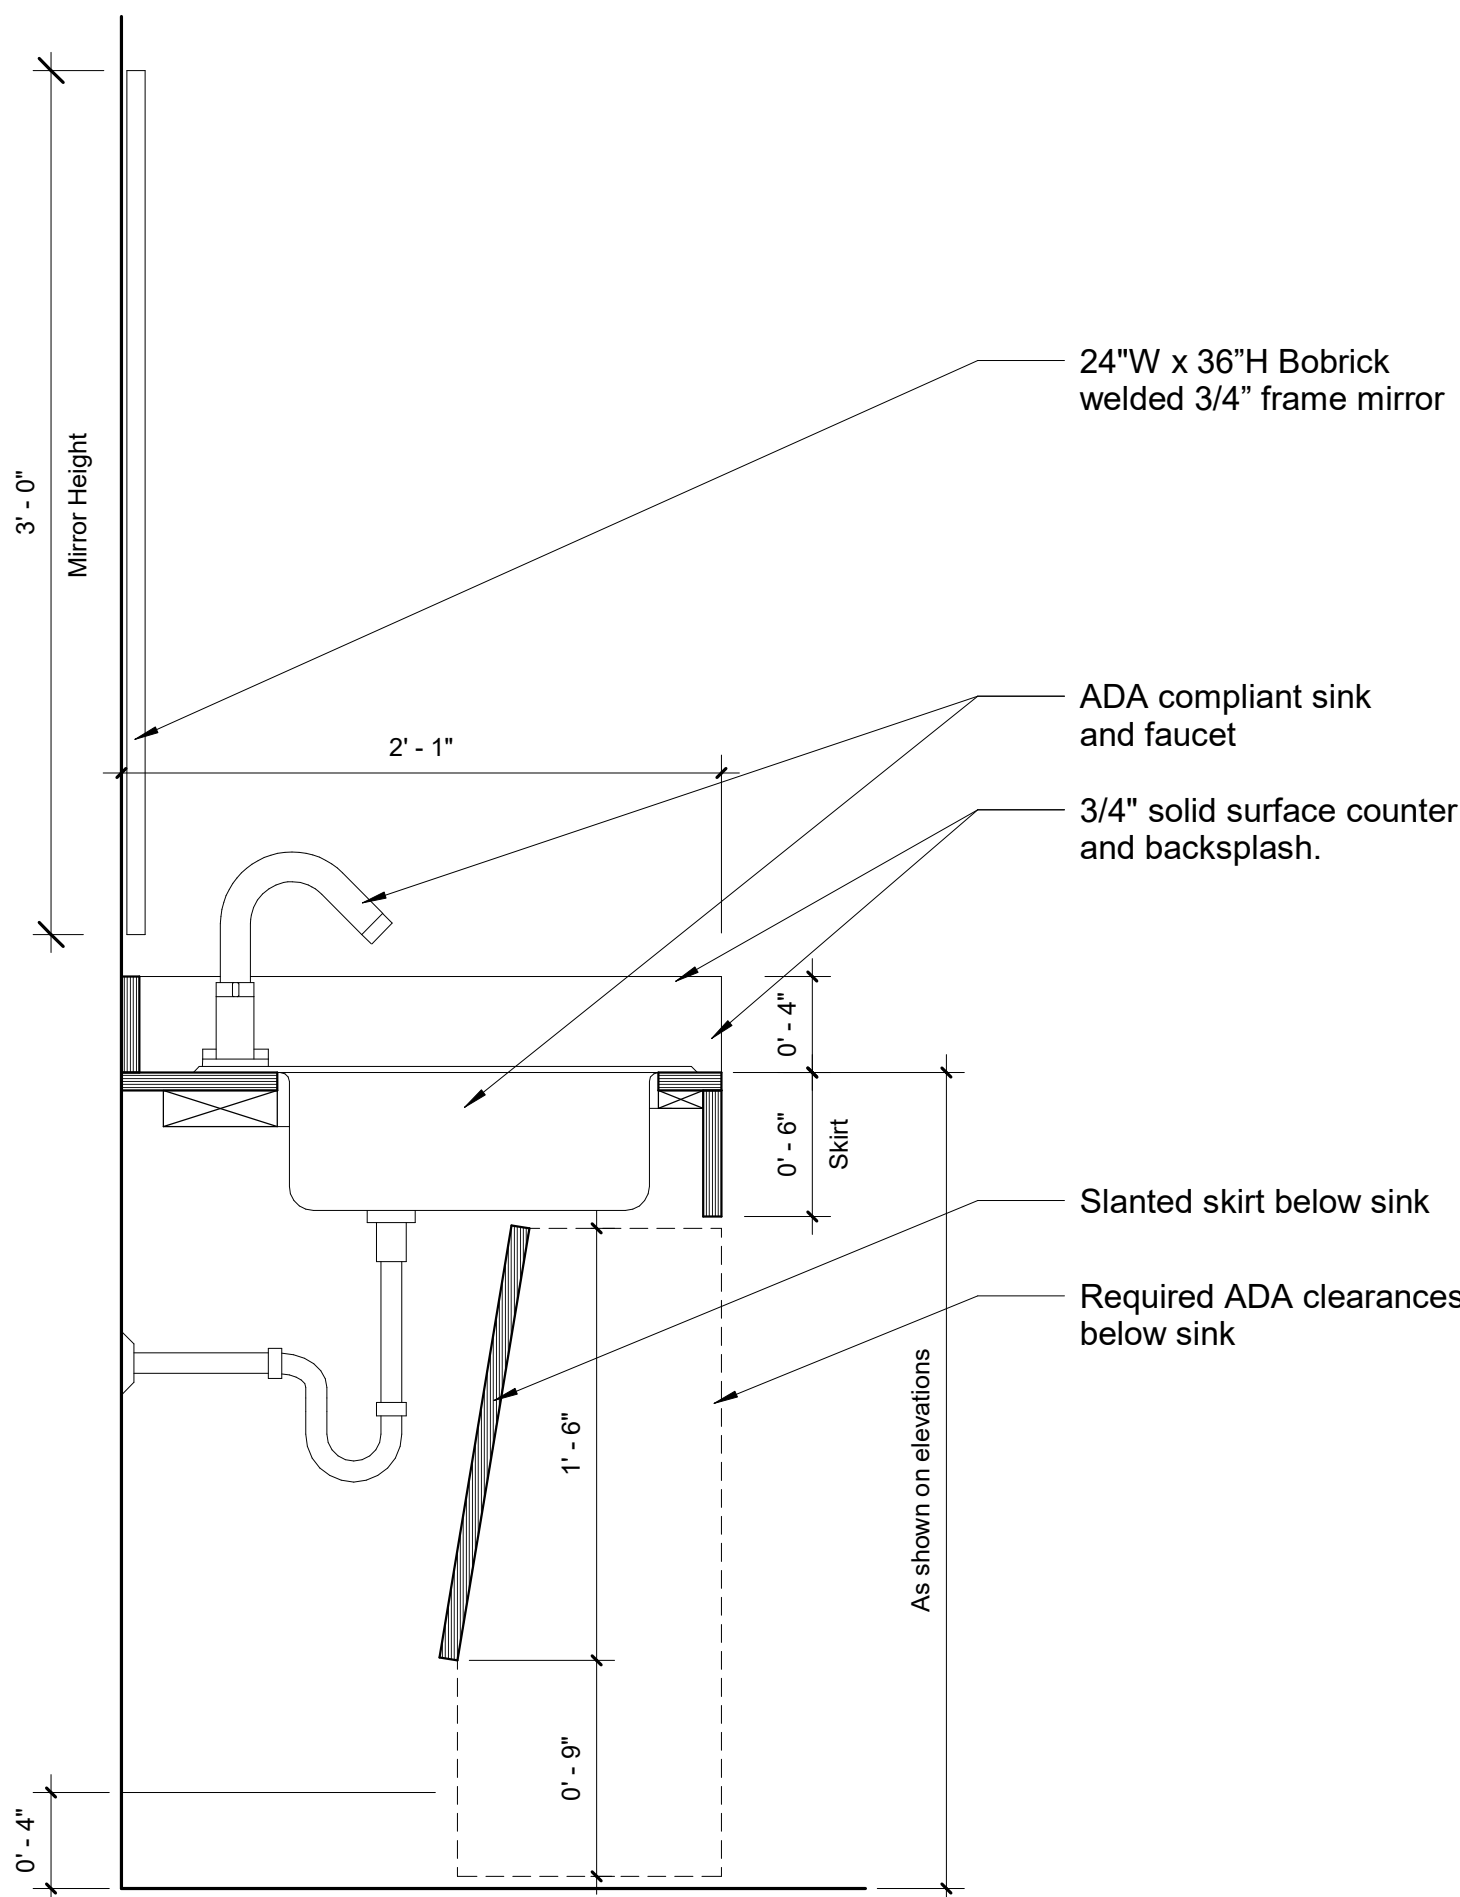 24"W x 36”H Bobrick
welded 3/4” frame mirror
3' - 0"
Mirror Height
ADA compliant sink
and faucet
2' - 1"
3/4" solid surface counter
and backsplash.
0' - 4"
0' - 6"
Skirt
Slanted skirt below sink
Required ADA clearances
below sink
As shown on elevations
1' - 6"
0' - 9"
0' - 4"